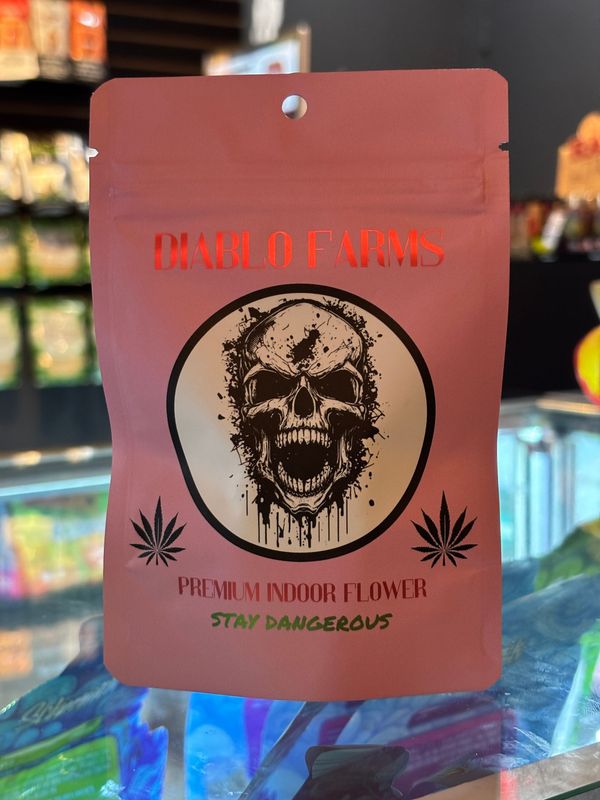 DIABLO FARMS
PREMIUM INDOOR FLOWER
STAY DANGEROUS